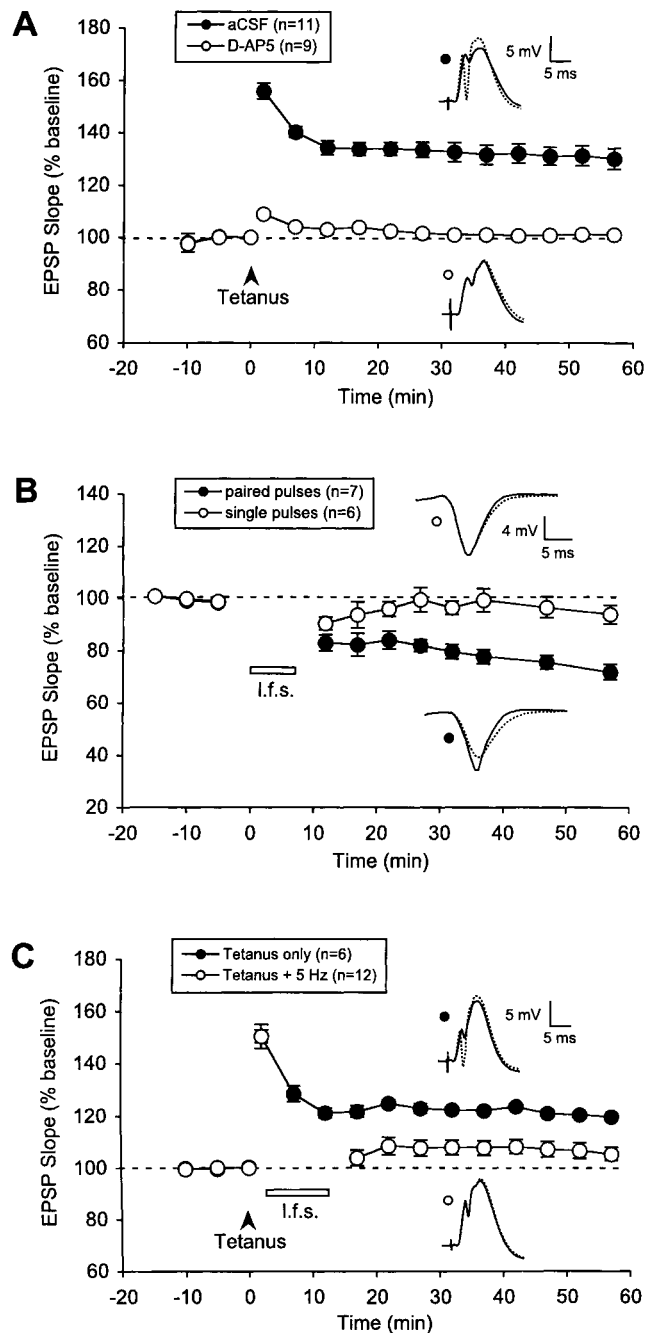 A
aCSF (n=11)
D-AP5 (n=9)
5 mV
5 ms
EPSP Slope (% baseline)
160
140
120
100
80
60
Tetanus
-20 -10 0 10 20 30 40 50 60
Time (min)
B
paired pulses (n=7)
single pulses (n=6)
4 mV
5 ms
EPSP Slope (% baseline)
140
120
100
80
60
40
20
l.f.s.
-20 -10 0 10 20 30 40 50 60
Time (min)
C
Tetanus only (n=6)
Tetanus + 5 Hz (n=12)
5 mV
5 ms
EPSP Slope (% baseline)
180
160
140
120
100
80
60
l.f.s.
Tetanus
-20 -10 0 10 20 30 40 50 60
Time (min)